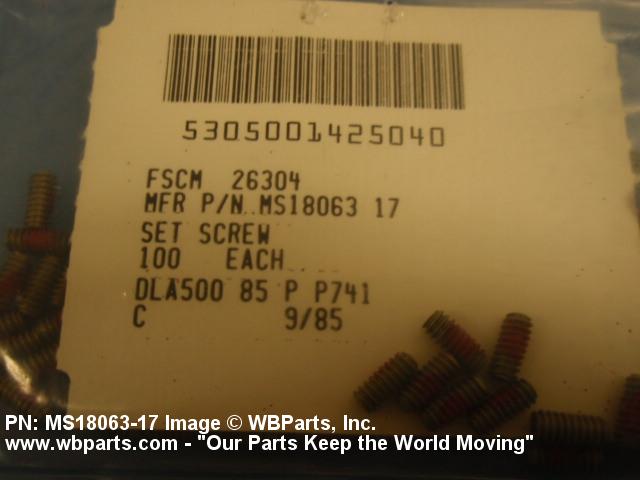 5305001425040
FSCM 26304
MFR P/N MS18063 17
SET SCREW
100 EACH
DLA500 85 P P741
C 9/85
PN: MS18063-17 Image © WBParts, Inc.
www.wbparts.com - "Our Parts Keep the World Moving"